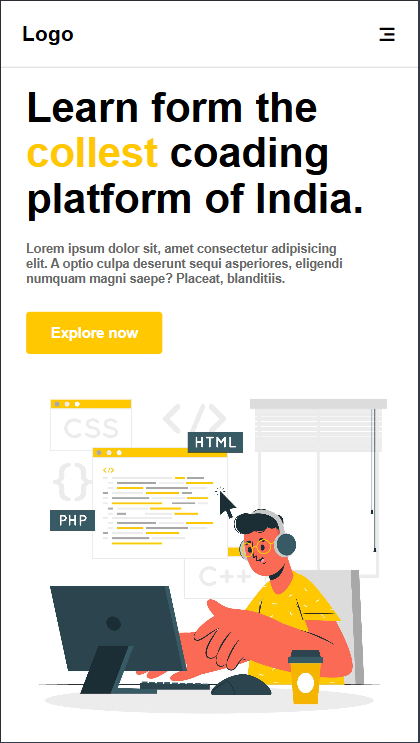 Logo
Learn form the
collest coading
platform of India.
Lorem ipsum dolor sit, amet consectetur adipisicing
elit. A optio culpa deserunt sequi asperiores, eligendi
numquam magni saepe? Placeat, blanditiis.
Explore now
CSS
</>
HTML
{}
</>
PHP
C++